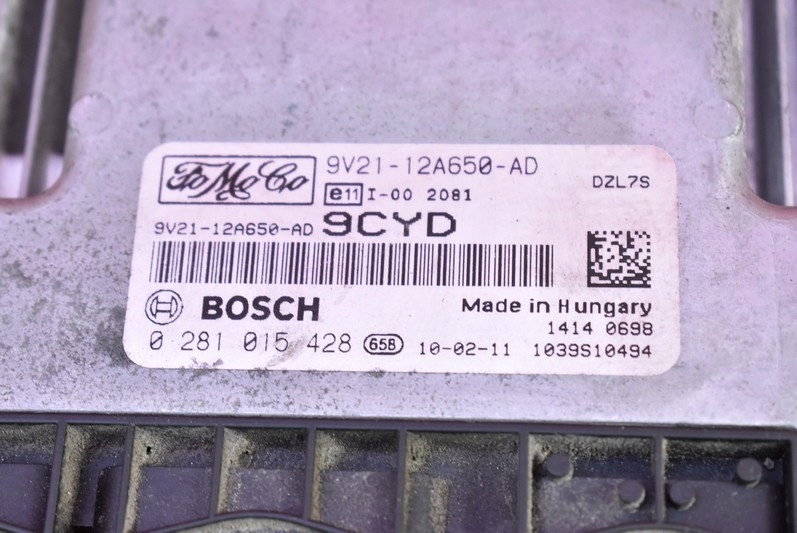 FoMoCo 9V21-12A650-AD DZL7S
e11 I-00 2081
9V21-12A650-AD 9CYD
BOSCH Made in Hungary
1414 0698
0 281 015 428 65B 10-02-11 1039S10494